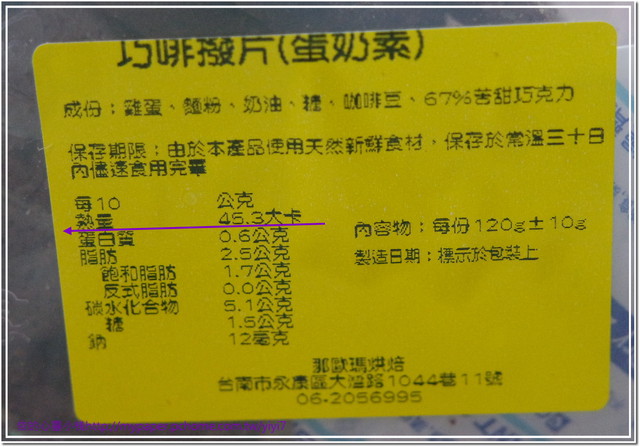 巧啡撥片(蛋奶素)
成份：雞蛋、麵粉、奶油、糖、咖啡豆、67%苦甜巧克力
保存期限：由於本產品使用天然新鮮食材，保存於常溫三十日
內儘速食用完畢
每10 公克
熱量 45.3大卡
蛋白質 0.6公克
脂肪 2.5公克
飽和脂肪 1.7公克
反式脂肪 0.0公克
碳水化合物 5.1公克
糖 1.5公克
鈉 12毫克
內容物：每份120g±10g
製造日期：標示於包裝上
那歐瑪烘焙
台南市永康區大灣路1044巷11號
06-2056995